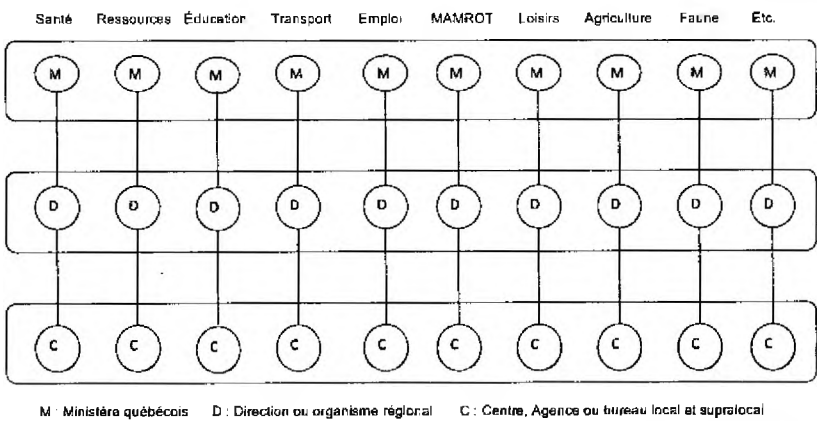 Santé Ressources Éducation Transport Emploi MAMROT Loisirs Agriculture Faune Etc.
M M M M M M M M M M
D D D D D D D D D D
C C C C C C C C C C
M : Ministère québécois D : Direction ou organisme régional C : Centre, Agence ou bureau local et supralocal